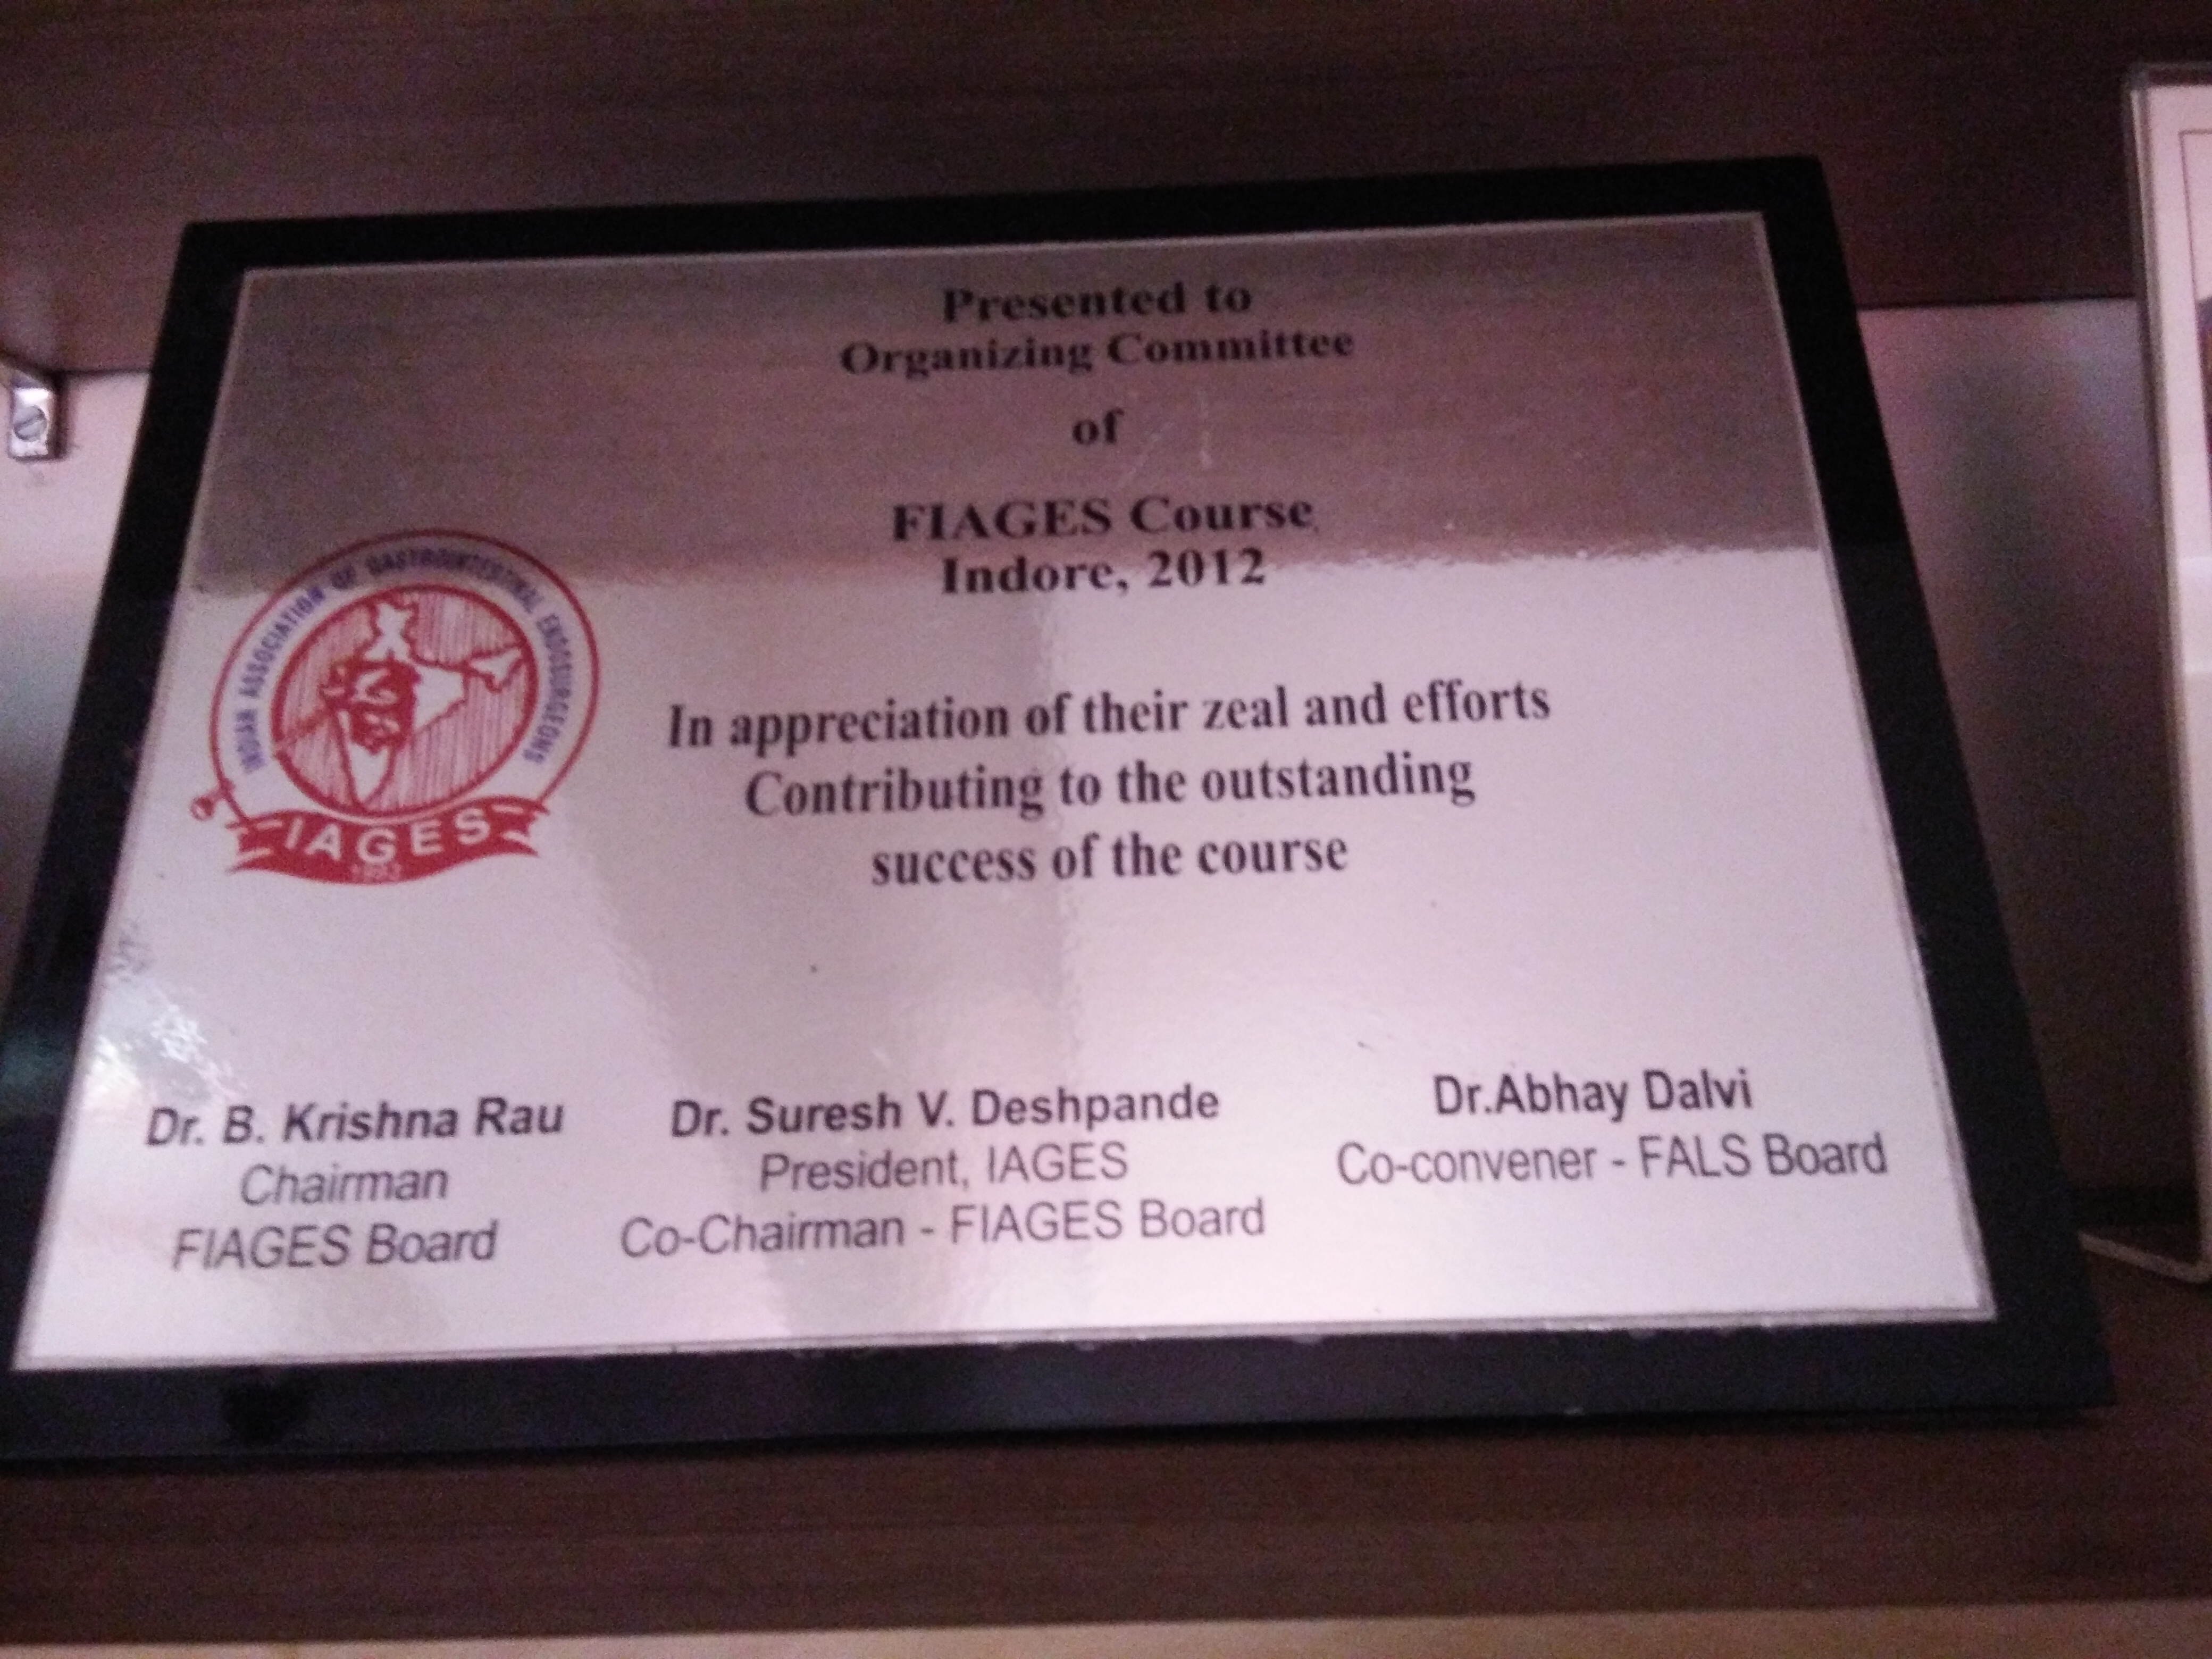 Presented to
Organizing Committee
of
FIAGES Course
Indore, 2012
INDIAN ASSOCIATION OF GASTROINTESTINAL ENDOSURGEONS
IAGES
In appreciation of their zeal and efforts
Contributing to the outstanding
success of the course
Dr. B. Krishna Rau
Chairman
FIAGES Board
Dr. Suresh V. Deshpande
President, IAGES
Co-Chairman - FIAGES Board
Dr.Abhay Dalvi
Co-convener - FALS Board